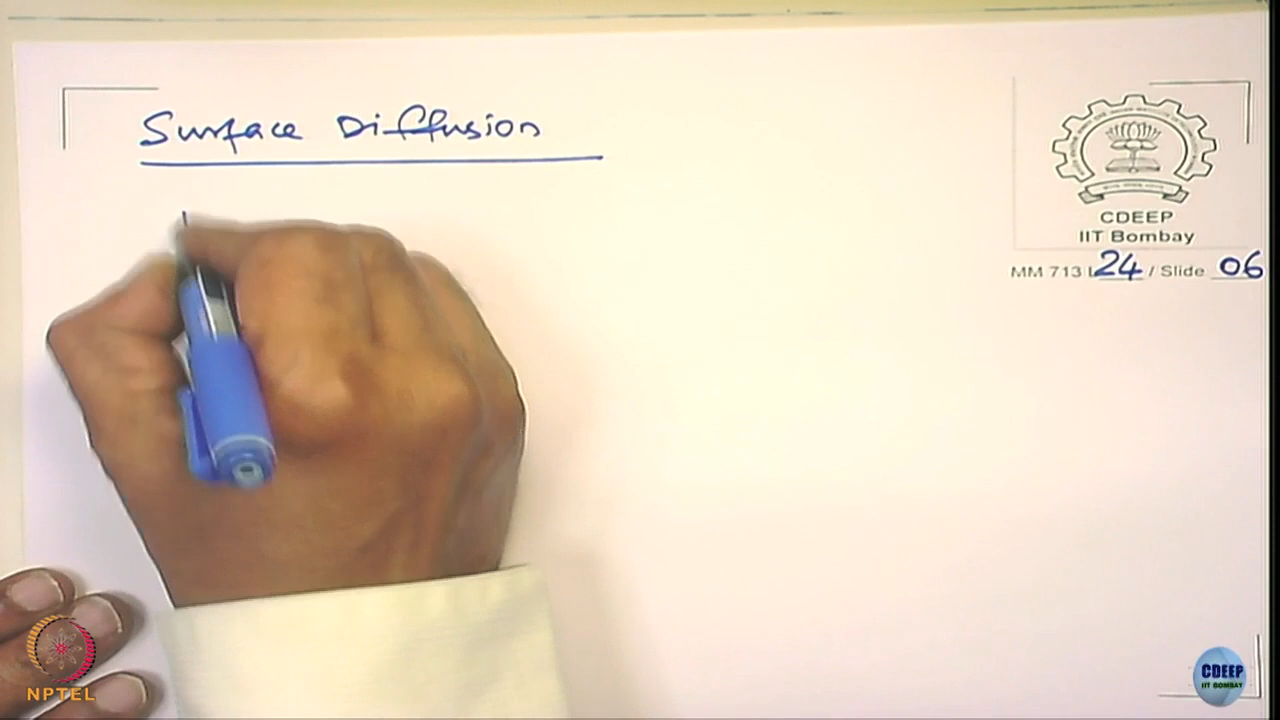 Surface Diffusion
CDEEP
IIT Bombay
MM 713 L 24 / Slide 06
NPTEL
CDEEP
IIT BOMBAY